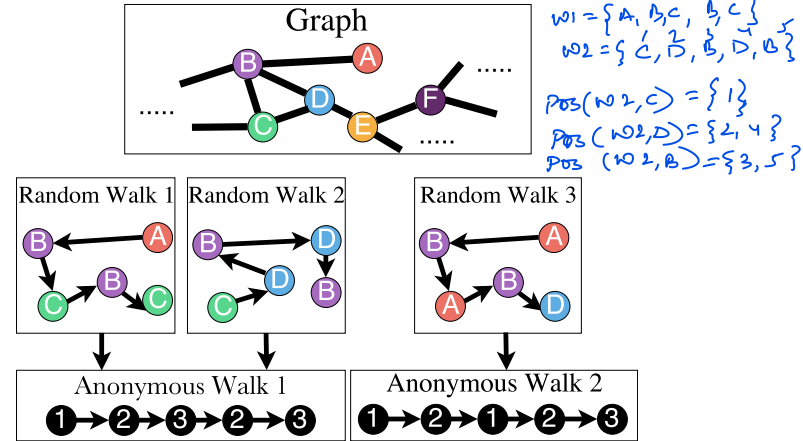 Graph
B
A
D
C
E
F
.....
.....
.....
W1 = { A, B, C, B, C }
1 2 3 4 5
W2 = { C, D, B, D, B }
Pos (W2, C) = { 1 }
Pos (W2, D) = { 2, 4 }
Pos (W2, B) = { 3, 5 }
Random Walk 1
B A
C B C
Random Walk 2
B D
C D B
Random Walk 3
B A
A B D
Anonymous Walk 1
1 2 3 2 3
Anonymous Walk 2
1 2 1 2 3